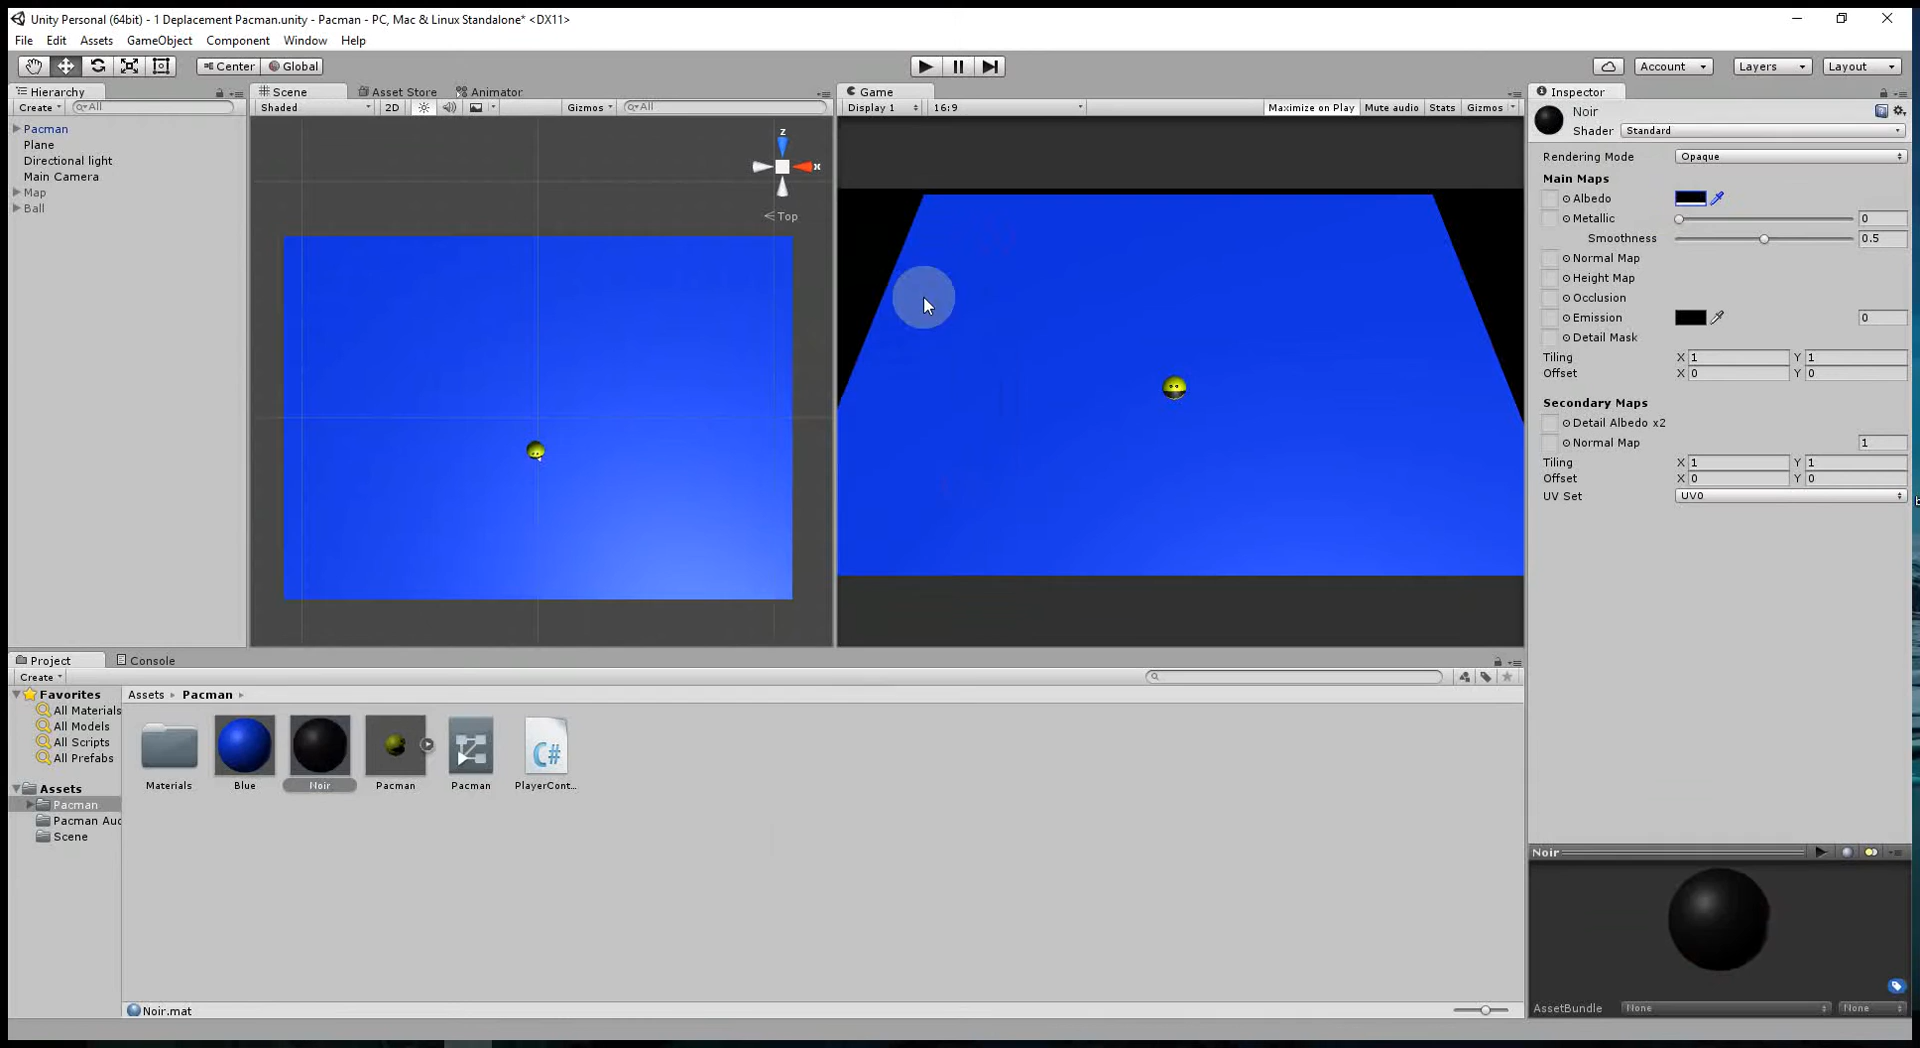 Unity Personal (64bit) - 1 Deplacement Pacman.unity - Pacman - PC, Mac & Linux Standalone* <DX11>
File Edit Assets GameObject Component Window Help
Center Global Account Layers Layout
Hierarchy
Create All
Pacman
Plane
Directional light
Main Camera
Map
Ball
Scene Asset Store Animator
Shaded 2D Gizmos All
z
x
Top
Game
Display 1 16:9 Maximize on Play Mute audio Stats Gizmos
Inspector
Noir
Shader Standard
Rendering Mode Opaque
Main Maps
Albedo
Metallic 0
Smoothness 0.5
Normal Map
Height Map
Occlusion
Emission 0
Detail Mask
Tiling X 1 Y 1
Offset X 0 Y 0
Secondary Maps
Detail Albedo x2
Normal Map 1
Tiling X 1 Y 1
Offset X 0 Y 0
UV Set UV0
Project Console
Create
Favorites
All Materials
All Models
All Scripts
All Prefabs
Assets
Pacman
Pacman Aud
Scene
Assets Pacman
Materials Blue Noir Pacman Pacman PlayerCont...
C#
Noir.mat
Noir
AssetBundle None None